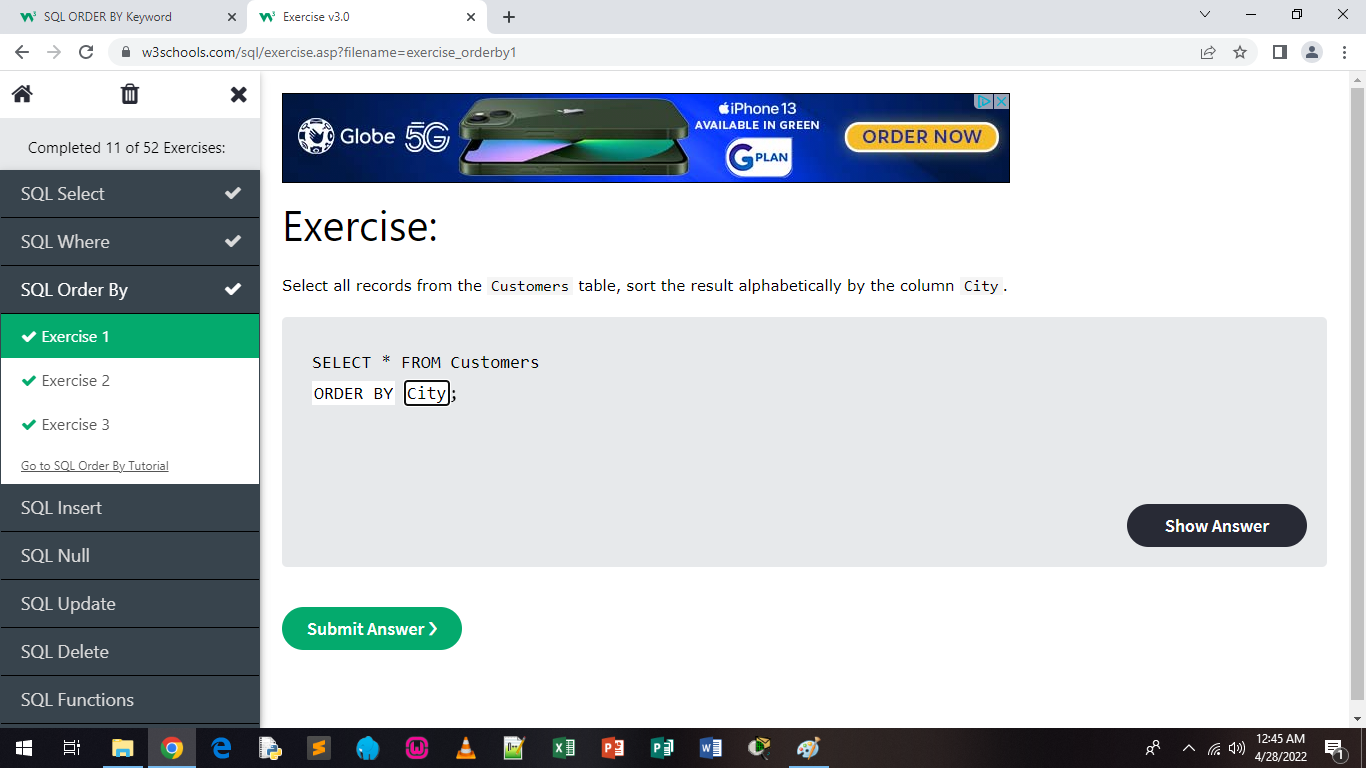 SQL ORDER BY Keyword
Exercise v3.0
w3schools.com/sql/exercise.asp?filename=exercise_orderby1
Completed 11 of 52 Exercises:
SQL Select
SQL Where
SQL Order By
Exercise 1
Exercise 2
Exercise 3
Go to SQL Order By Tutorial
SQL Insert
SQL Null
SQL Update
SQL Delete
SQL Functions
Globe 5G
iPhone 13
AVAILABLE IN GREEN
G PLAN
ORDER NOW
Exercise:
Select all records from the Customers table, sort the result alphabetically by the column City.
SELECT * FROM Customers
ORDER BY City;
Show Answer
Submit Answer ❯
12:45 AM
4/28/2022
1